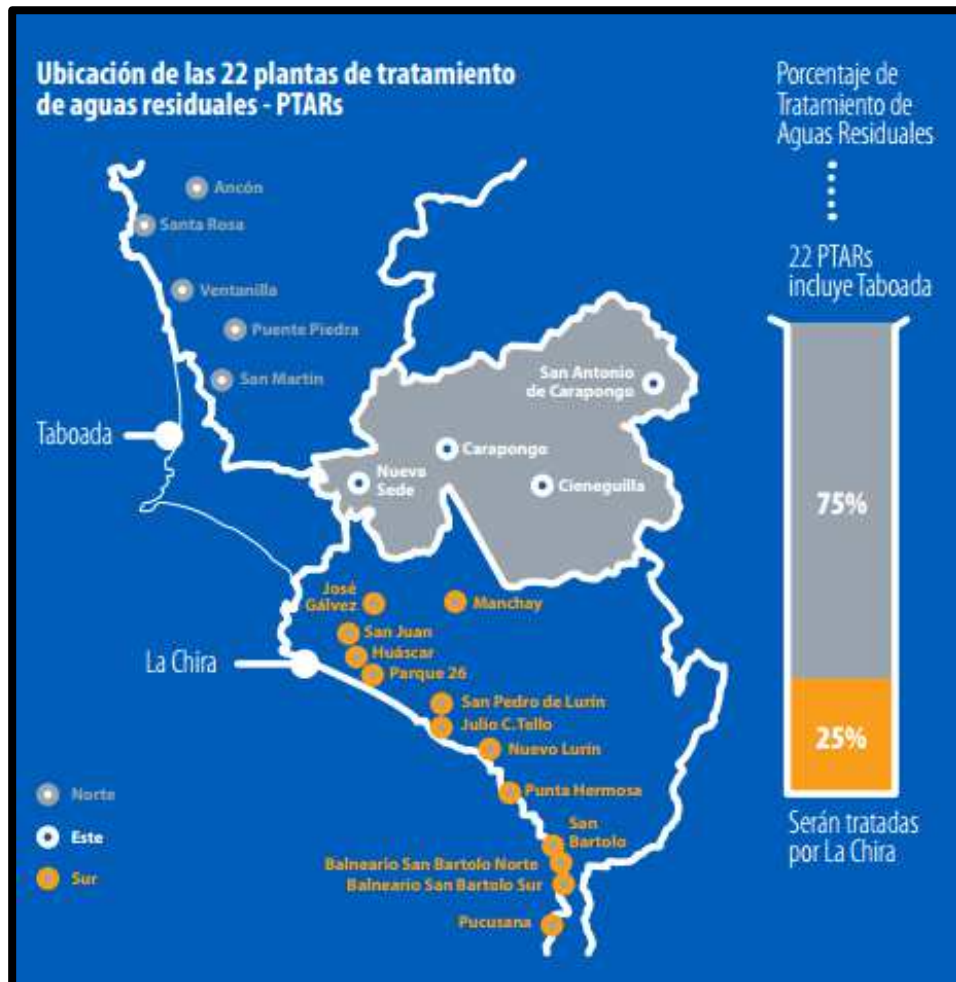 Ubicación de las 22 plantas de tratamiento
de aguas residuales - PTARs
Porcentaje de
Tratamiento de
Aguas Residuales
22 PTARs
incluye Taboada
Ancón
Santa Rosa
Ventanilla
Puente Piedra
San Martín
Taboada
San Antonio
de Carapongo
Carapongo
Nuevo
Sede
Cieneguilla
75%
José
Gálvez
Manchay
San Juan
Huáscar
La Chira
Parque 26
San Pedro de Lurín
Julio C.Tello
Nuevo Lurín
25%
Punta Hermosa
San
Bartolo
Balneario San Bartolo Norte
Balneario San Bartolo Sur
Pucusana
Norte
Este
Sur
Serán tratadas
por La Chira